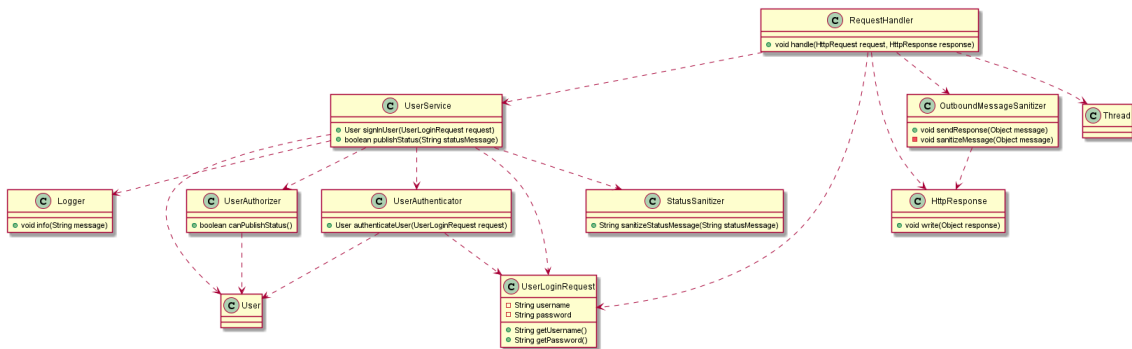 C RequestHandler
void handle(HttpRequest request, HttpResponse response)
C UserService
User signInUser(UserLoginRequest request)
boolean publishStatus(String statusMessage)
C OutboundMessageSanitizer
void sendResponse(Object message)
void sanitizeMessage(Object message)
C Thread
C Logger
void info(String message)
C UserAuthorizer
boolean canPublishStatus()
C UserAuthenticator
User authenticateUser(UserLoginRequest request)
C StatusSanitizer
String sanitizeStatusMessage(String statusMessage)
C HttpResponse
void write(Object response)
C User
C UserLoginRequest
String username
String password
String getUsername()
String getPassword()